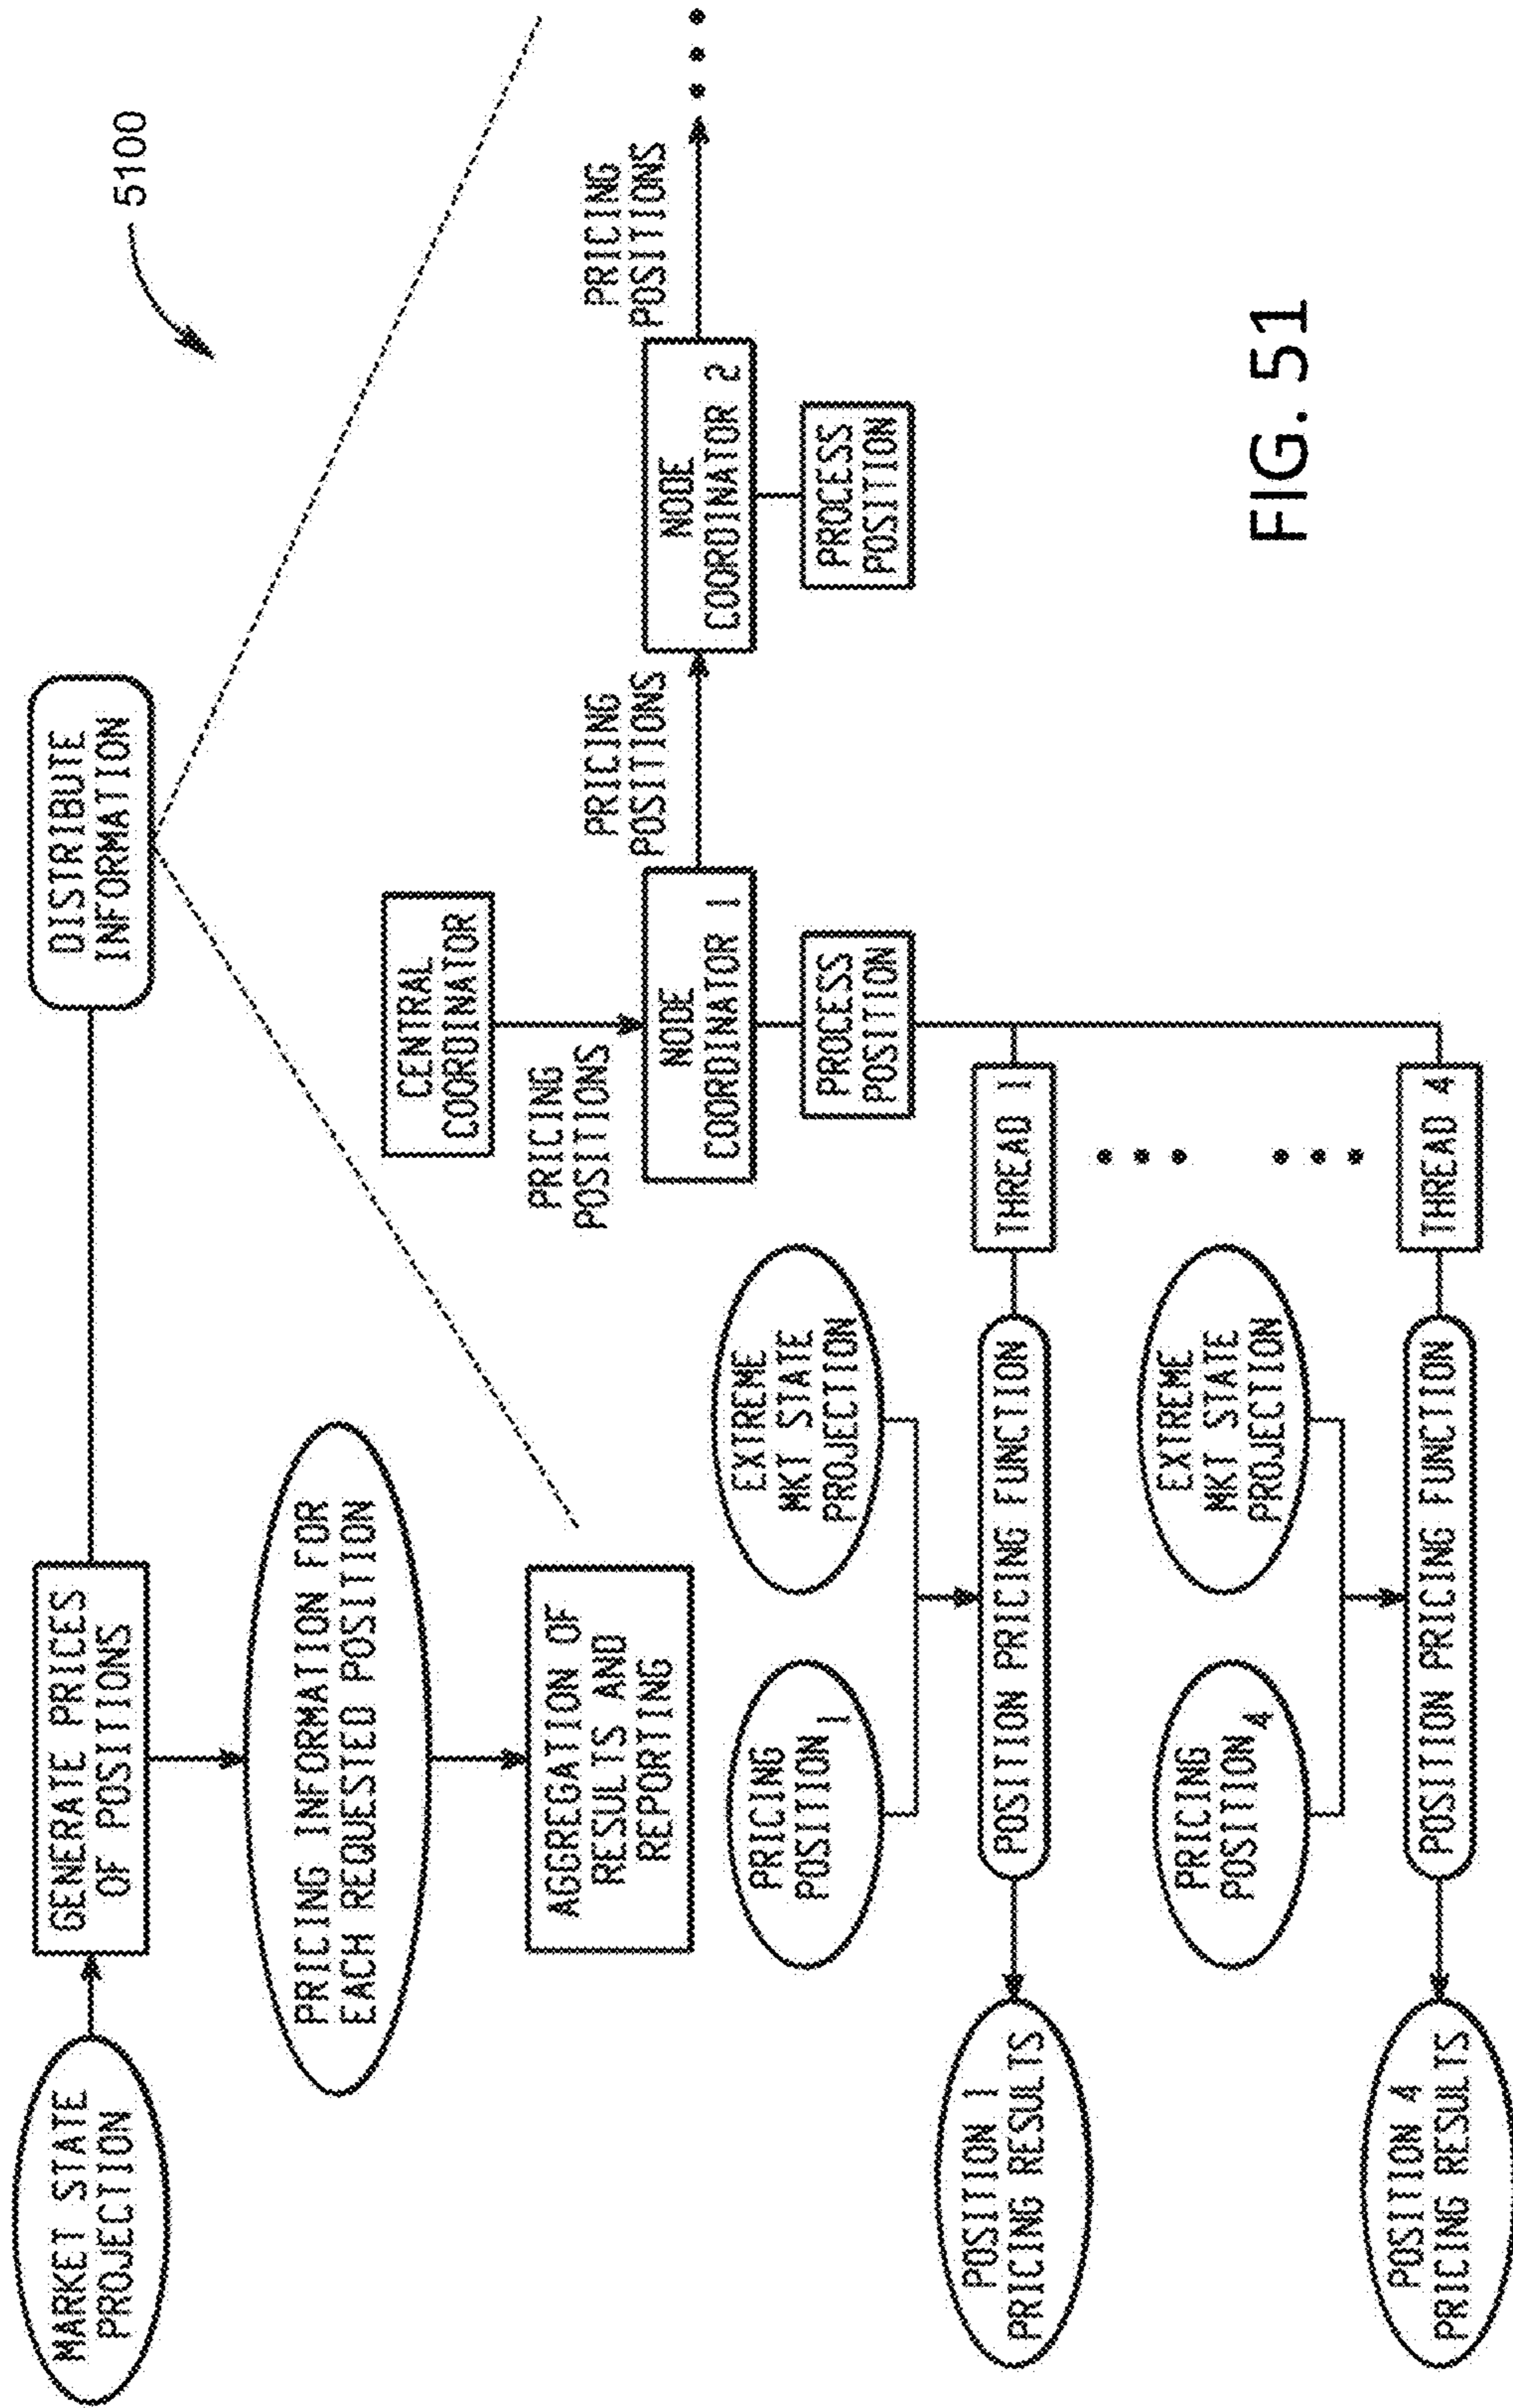 5100
MARKET STATE
PROJECTION
GENERATE PRICES
OF POSITIONS
DISTRIBUTE
INFORMATION
PRICING INFORMATION FOR
EACH REQUESTED POSITION
AGGREGATION OF
RESULTS AND
REPORTING
CENTRAL
COORDINATOR
PRICING
POSITIONS
NODE
COORDINATOR 1
PRICING
POSITIONS
NODE
COORDINATOR 2
PRICING
POSITIONS
PROCESS
POSITION
PROCESS
POSITION
PRICING
POSITION 1
EXTREME
MKT STATE
PROJECTION
POSITION 1
PRICING RESULTS
POSITION PRICING FUNCTION
THREAD 1
PRICING
POSITION 4
EXTREME
MKT STATE
PROJECTION
POSITION 4
PRICING RESULTS
POSITION PRICING FUNCTION
THREAD 4
FIG. 51